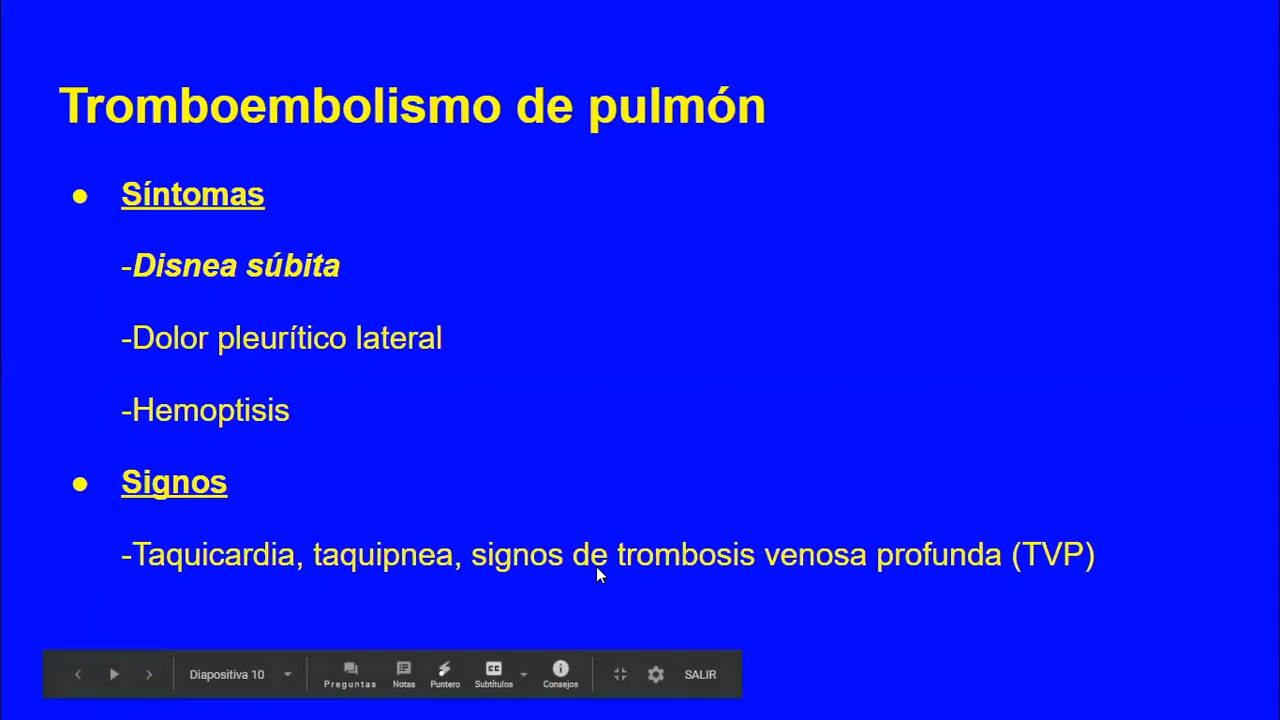 Tromboembolismo de pulmón
● Síntomas
-Disnea súbita
-Dolor pleurítico lateral
-Hemoptisis
● Signos
-Taquicardia, taquipnea, signos de trombosis venosa profunda (TVP)
Diapositiva 10
Preguntas
Notas
Puntero
CC
Subtítulos
Consejos
SALIR